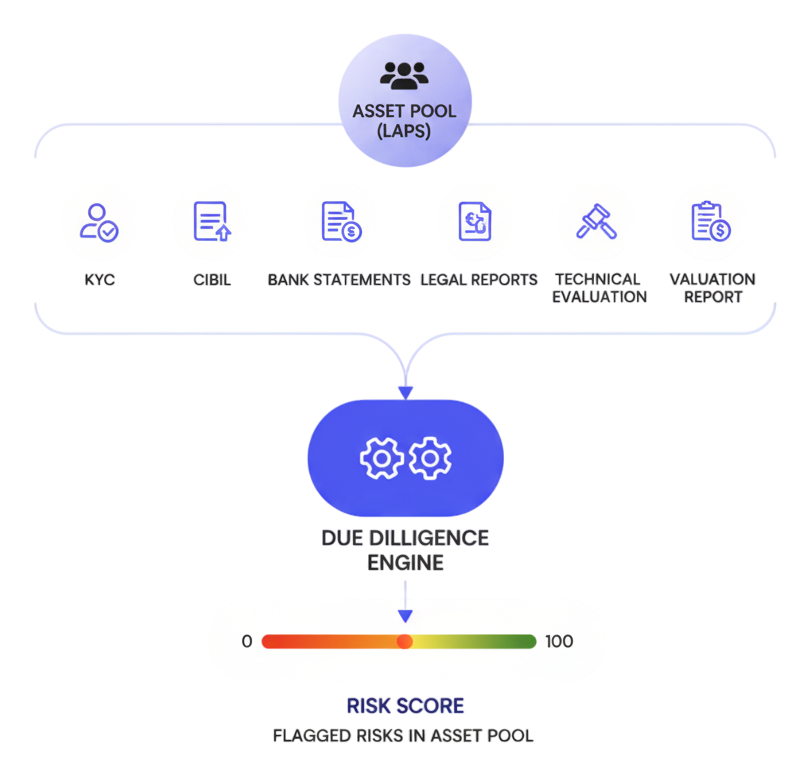 ASSET POOL
(LAPS)
KYC
CIBIL
BANK STATEMENTS
LEGAL REPORTS
TECHNICAL
EVALUATION
VALUATION
REPORT
DUE DILLIGENCE
ENGINE
0
100
RISK SCORE
FLAGGED RISKS IN ASSET POOL